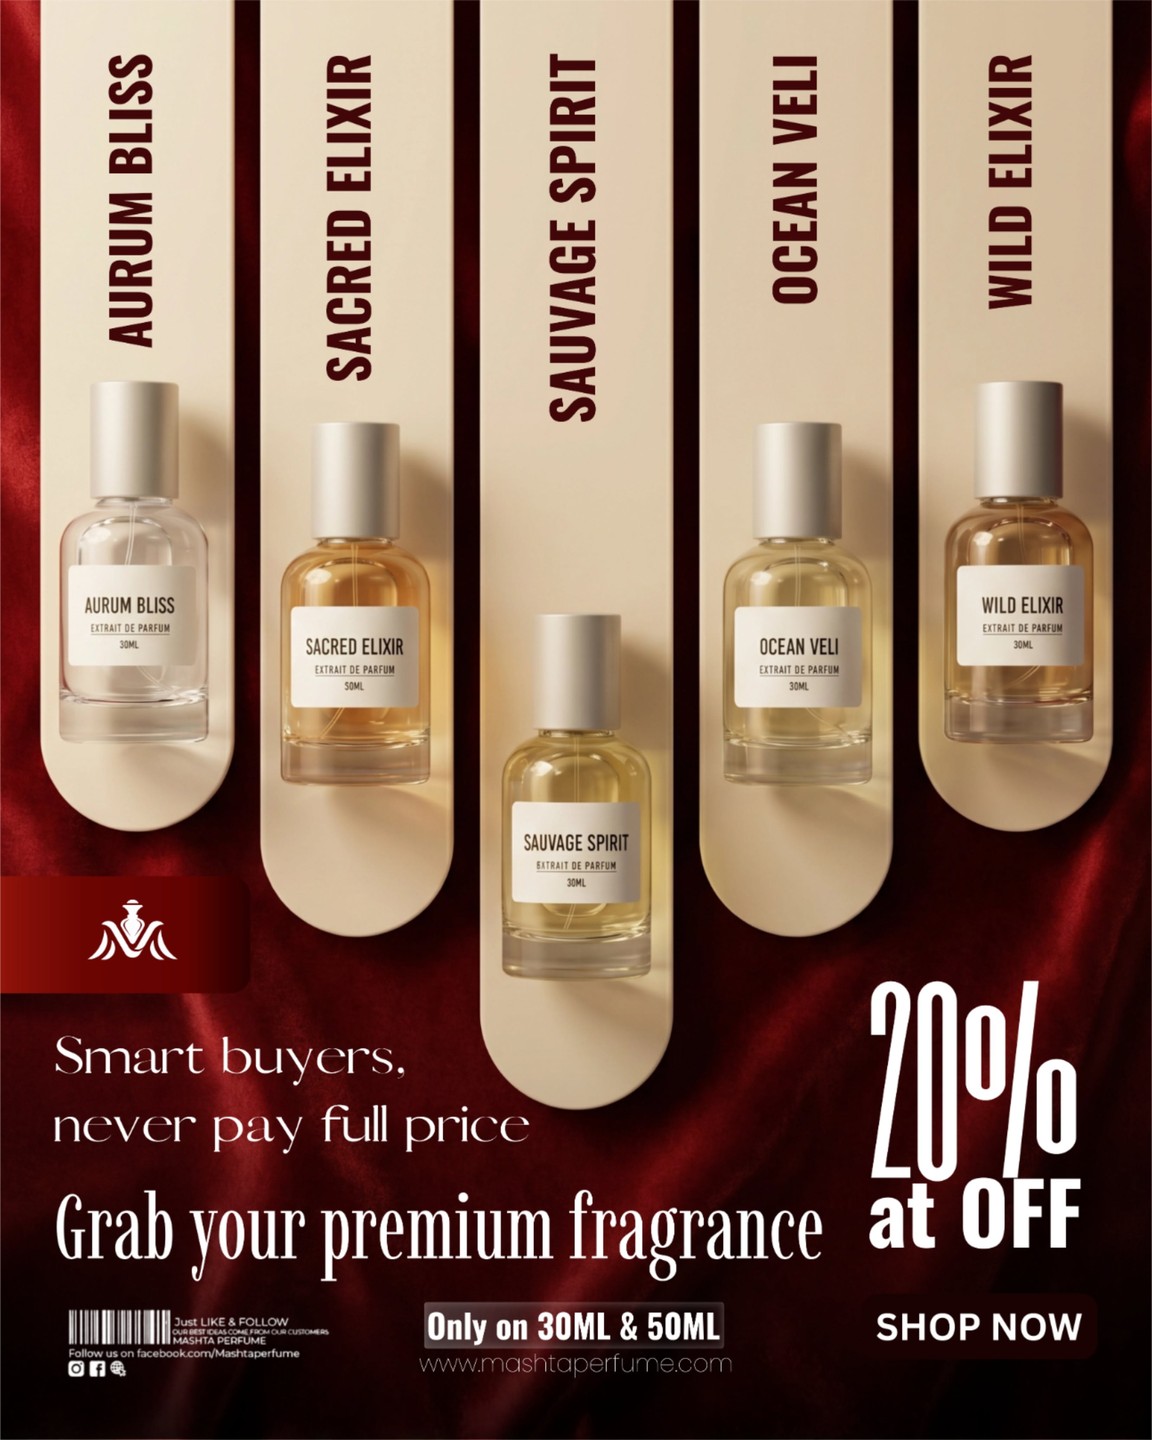 AURUM BLISS
SACRED ELIXIR
SAUVAGE SPIRIT
OCEAN VELI
WILD ELIXIR
AURUM BLISS
EXTRAIT DE PARFUM
30ML
SACRED ELIXIR
EXTRAIT DE PARFUM
50ML
SAUVAGE SPIRIT
EXTRAIT DE PARFUM
30ML
OCEAN VELI
EXTRAIT DE PARFUM
30ML
WILD ELIXIR
EXTRAIT DE PARFUM
30ML
Smart buyers,
never pay full price
Grab your premium fragrance
20%
at OFF
Just LIKE & FOLLOW
OUR BEST IDEAS COME FROM OUR CUSTOMERS
MASHTA PERFUME
Follow us on facebook.com/Mashtaperfume
Only on 30ML & 50ML
www.mashtaperfume.com
SHOP NOW